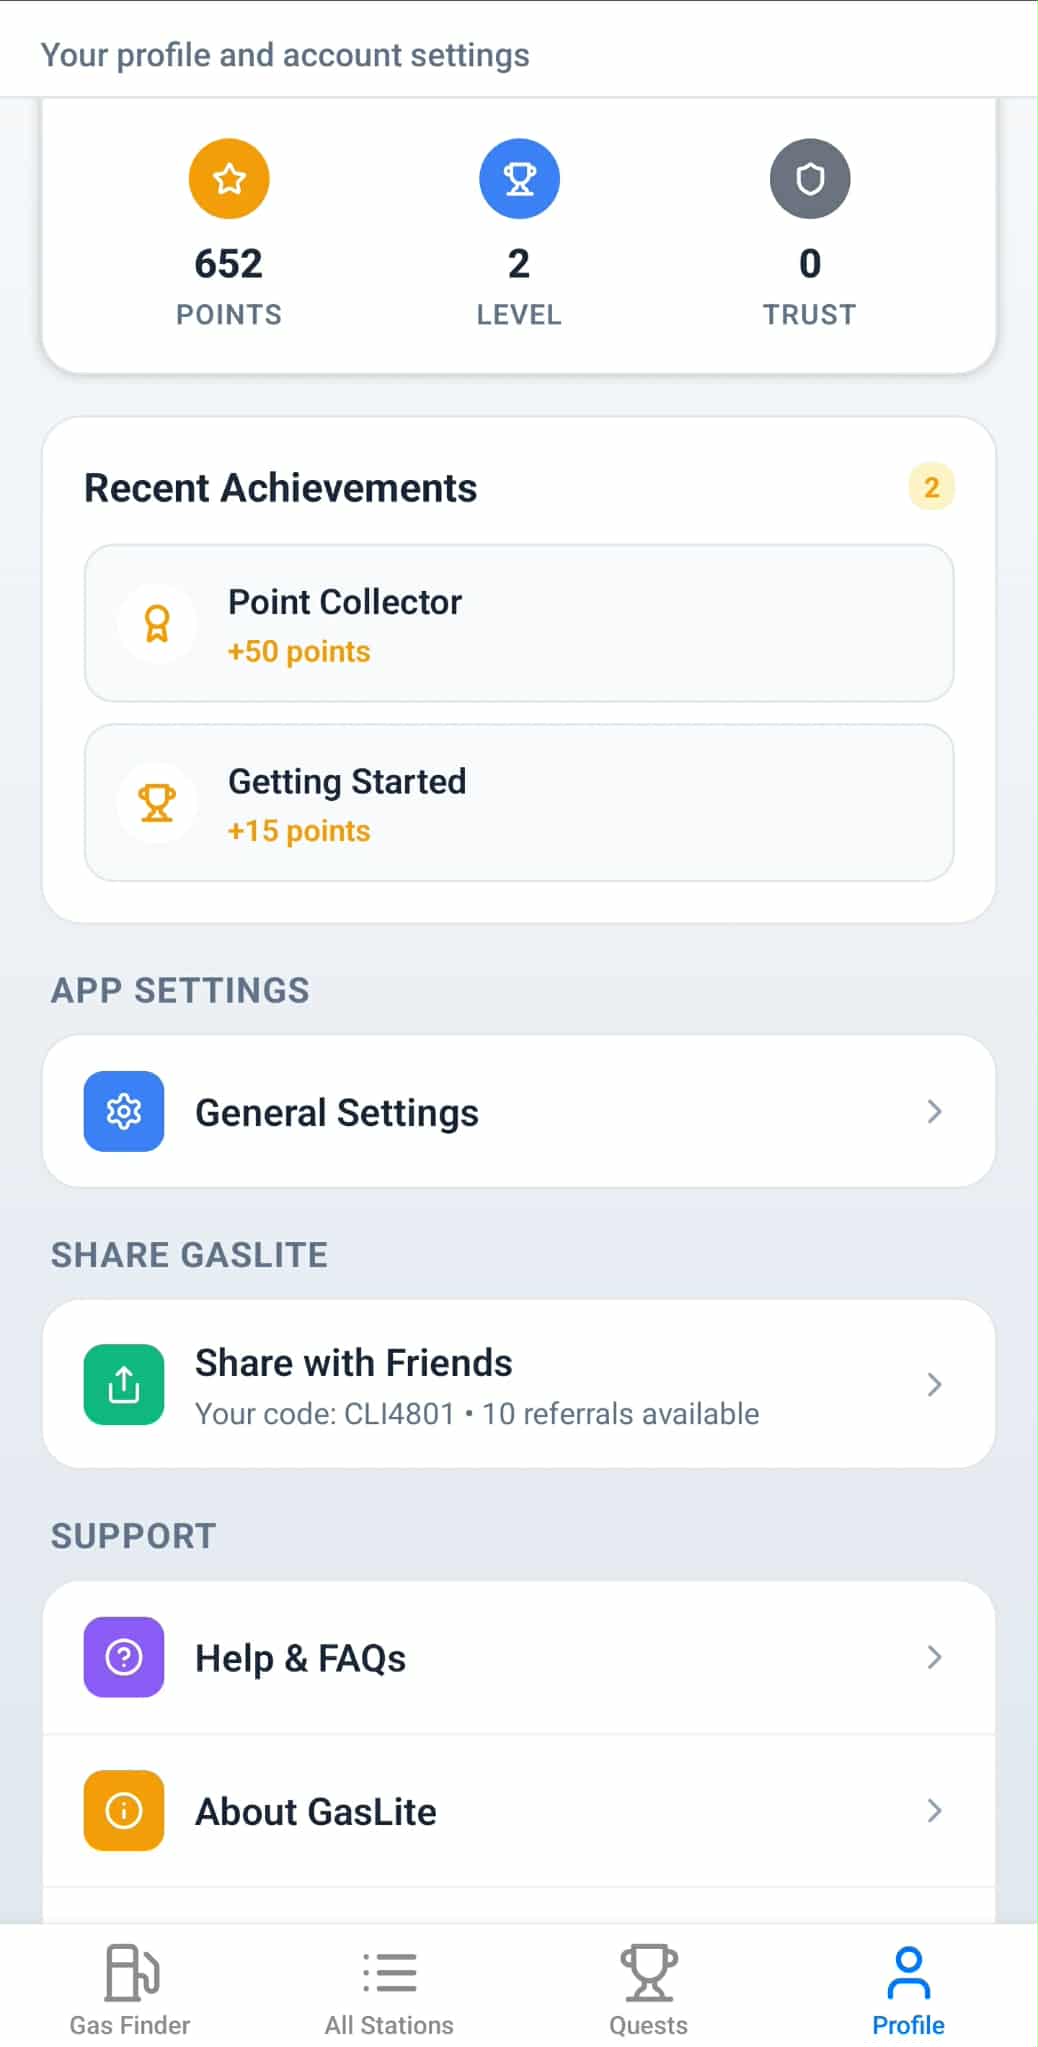 Your profile and account settings
652
2
0
POINTS
LEVEL
TRUST
Recent Achievements
2
Point Collector
+50 points
Getting Started
+15 points
APP SETTINGS
General Settings
SHARE GASLITE
Share with Friends
Your code: CLI4801 • 10 referrals available
SUPPORT
Help & FAQs
About GasLite
Gas Finder
All Stations
Quests
Profile